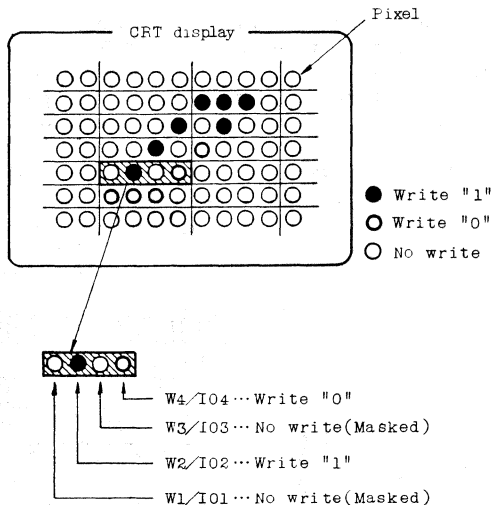 Pixel
CRT display
Write "1"
Write "0"
No write
W4/IO4…Write "0"
W3/IO3…No write(Masked)
W2/IO2…Write "1"
W1/IO1…No write(Masked)